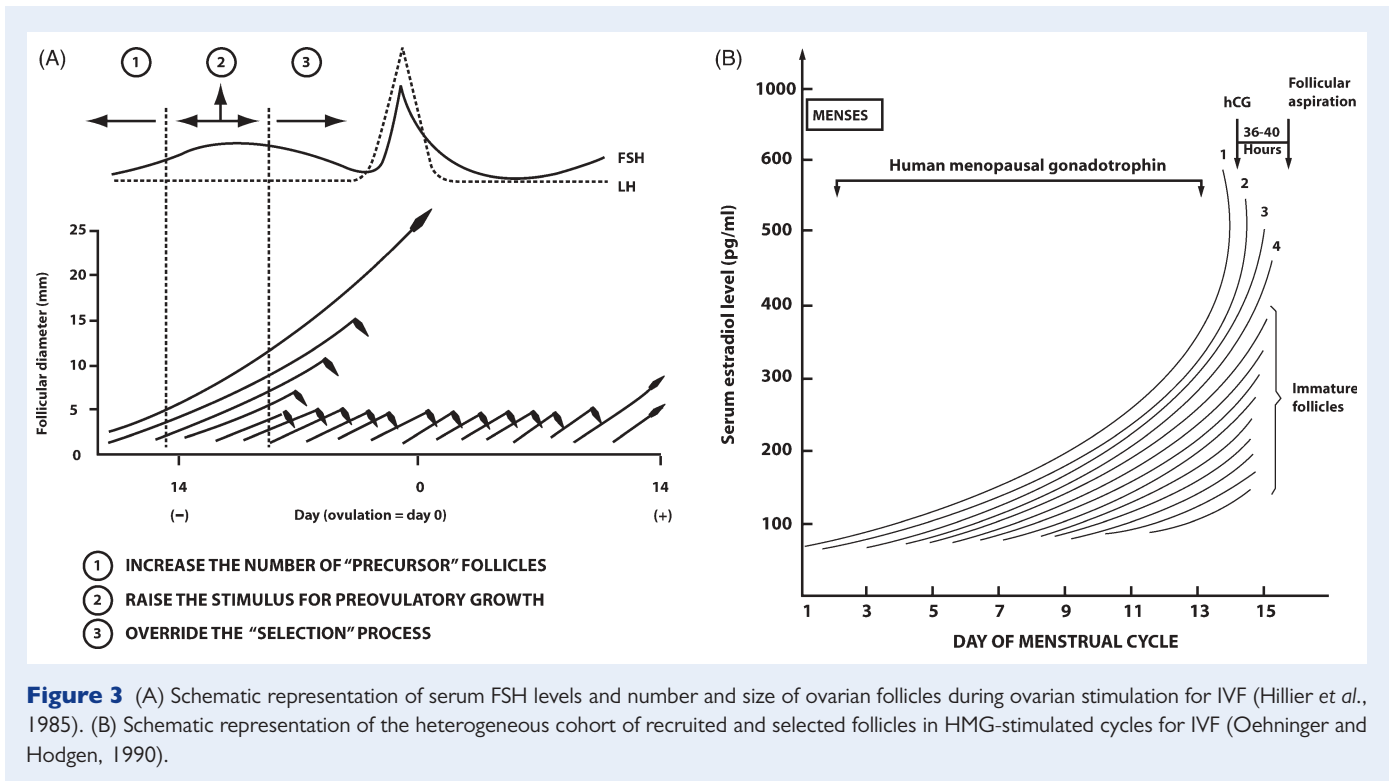 (A)
1
2
3
FSH
LH
25
20
15
10
5
0
Follicular diameter (mm)
14
0
14
(−)
Day (ovulation = day 0)
(+)
1 INCREASE THE NUMBER OF “PRECURSOR” FOLLICLES
2 RAISE THE STIMULUS FOR PREOVULATORY GROWTH
3 OVERRIDE THE “SELECTION” PROCESS
(B)
1000
600
500
400
300
200
100
Serum estradiol level (pg/ml)
MENSES
Human menopausal gonadotrophin
hCG
Follicular
aspiration
36-40
Hours
1
2
3
4
Immature
follicles
1
3
5
7
9
11
13
15
DAY OF MENSTRUAL CYCLE
Figure 3 (A) Schematic representation of serum FSH levels and number and size of ovarian follicles during ovarian stimulation for IVF (Hillier et al.,
1985). (B) Schematic representation of the heterogeneous cohort of recruited and selected follicles in HMG-stimulated cycles for IVF (Oehninger and
Hodgen, 1990).